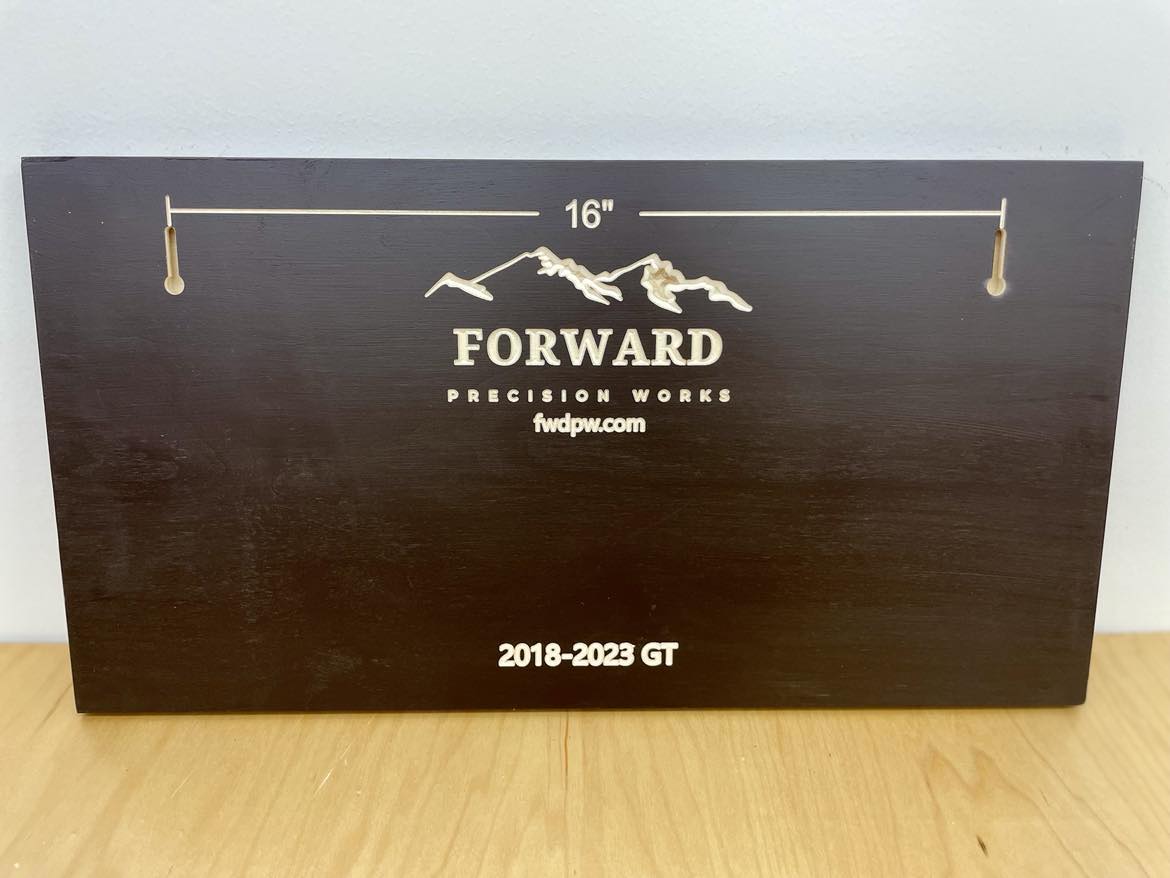 16"
FORWARD
PRECISION WORKS
fwdpw.com
2018-2023 GT